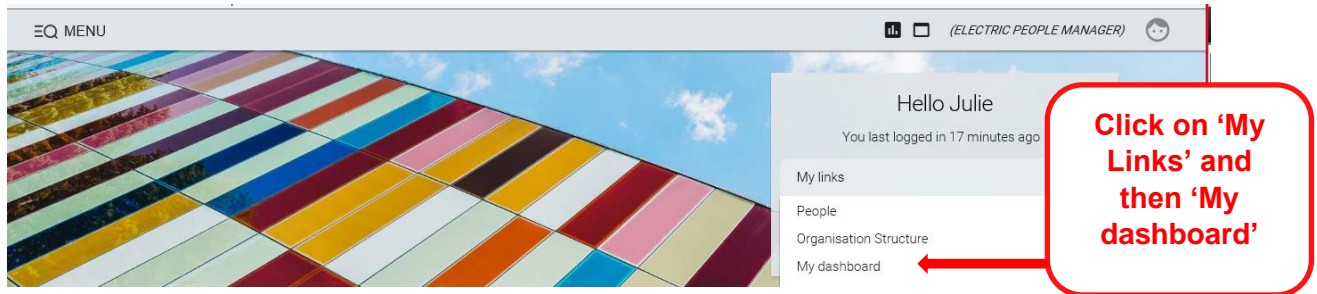 MENU
(ELECTRIC PEOPLE MANAGER)
Hello Julie
You last logged in 17 minutes ago
My links
People
Organisation Structure
My dashboard
Click on ‘My
Links’ and
then ‘My
dashboard’